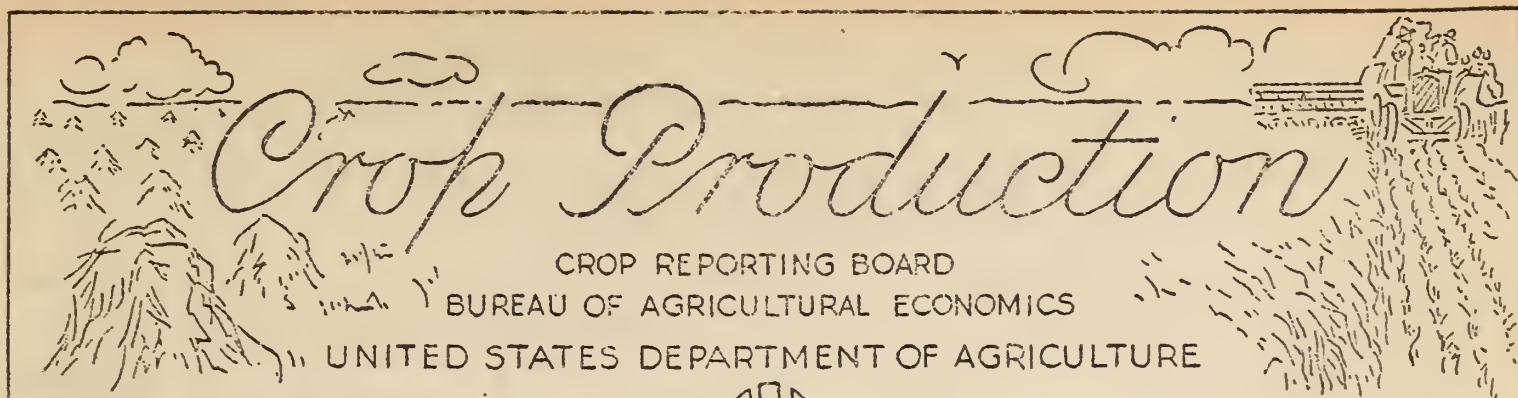 Crop Production
CROP REPORTING BOARD
BUREAU OF AGRICULTURAL ECONOMICS
UNITED STATES DEPARTMENT OF AGRICULTURE